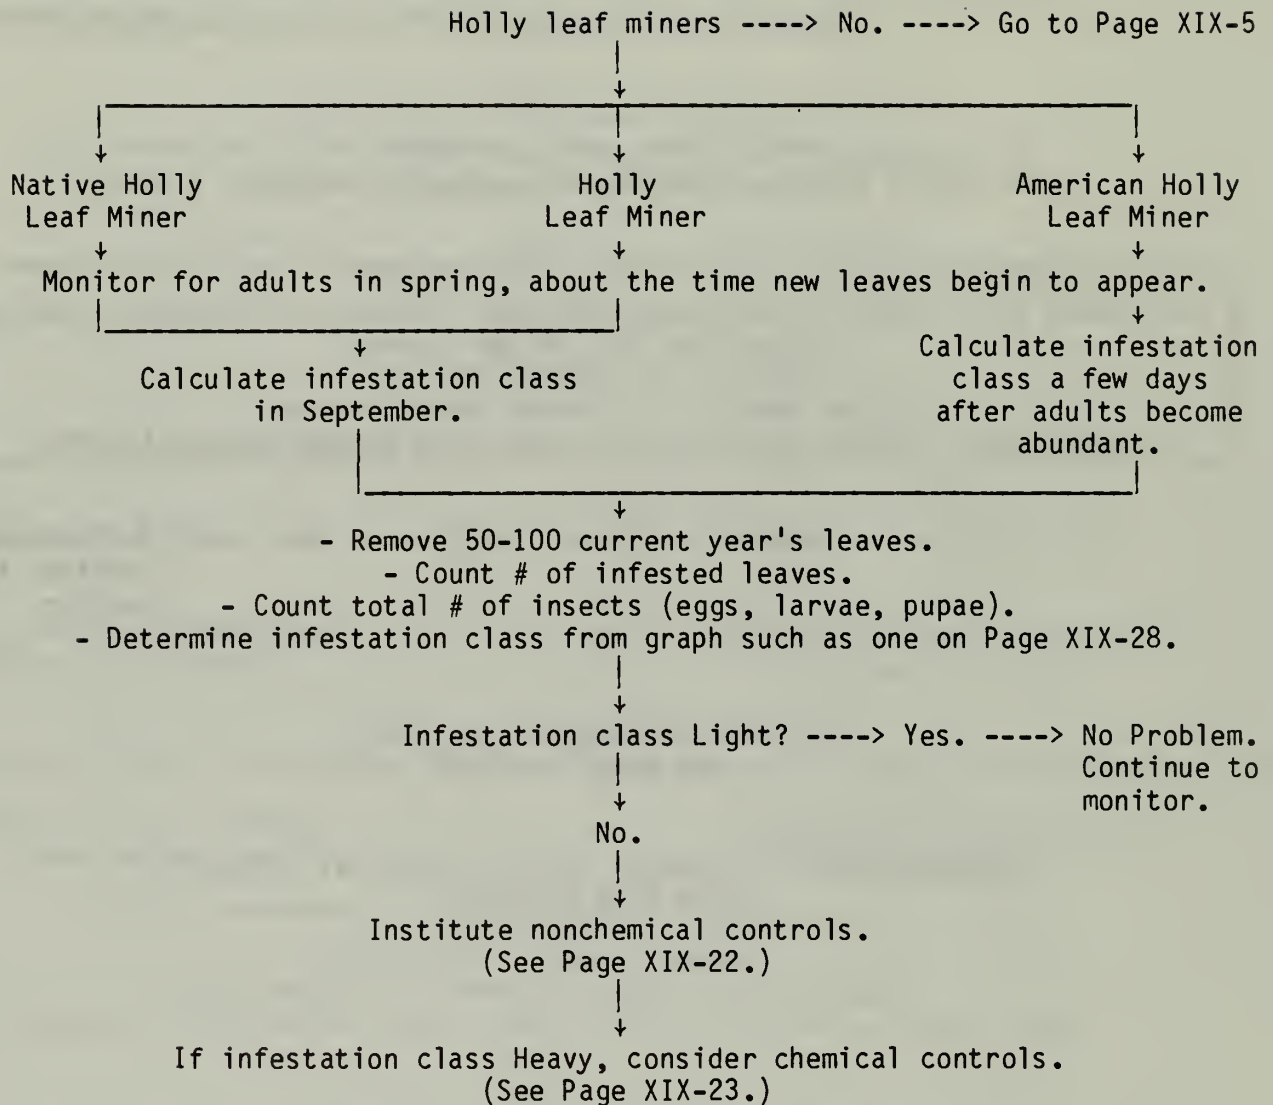 Holly leaf miners ----> No. ----> Go to Page XIX-5
Native Holly Leaf Miner
Holly Leaf Miner
American Holly Leaf Miner
Monitor for adults in spring, about the time new leaves begin to appear.
Calculate infestation class
in September.
Calculate infestation
class a few days
after adults become
abundant.
- Remove 50-100 current year's leaves.
- Count # of infested leaves.
- Count total # of insects (eggs, larvae, pupae).
- Determine infestation class from graph such as one on Page XIX-28.
Infestation class Light? ----> Yes. ----> No Problem.
Continue to
monitor.
No.
Institute nonchemical controls.
(See Page XIX-22.)
If infestation class Heavy, consider chemical controls.
(See Page XIX-23.)